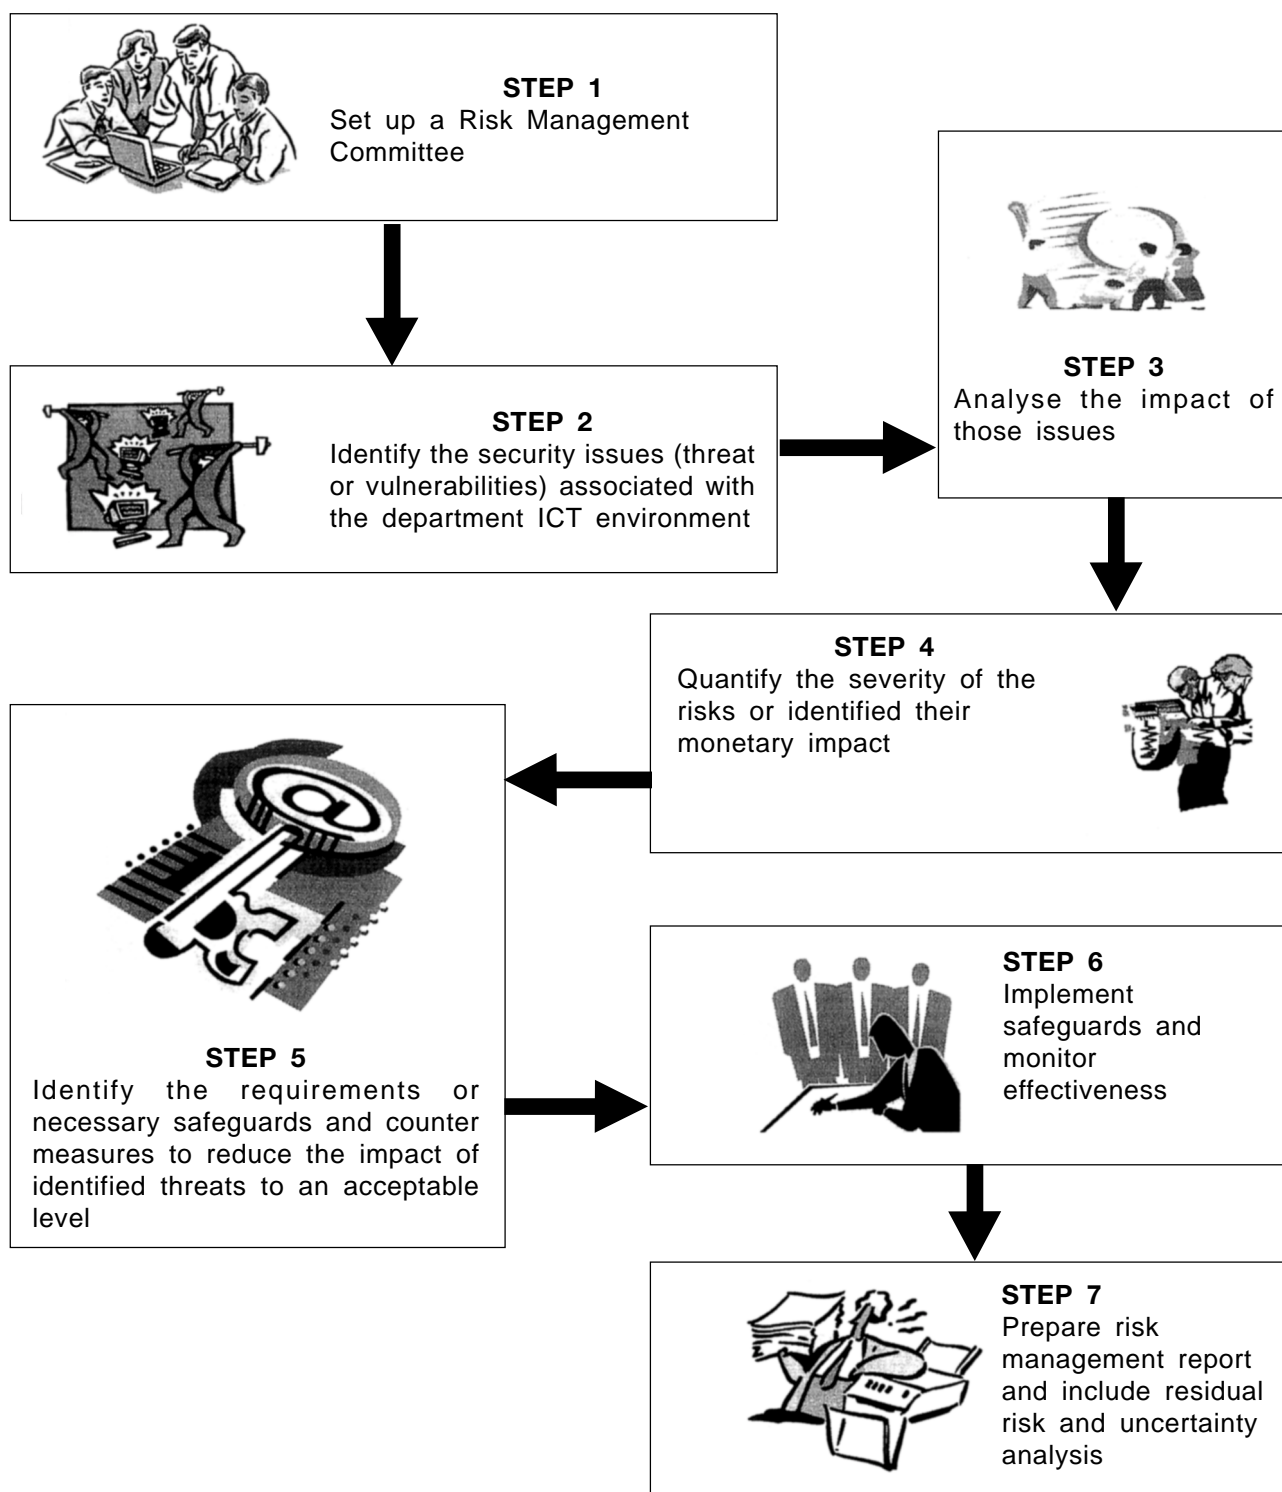 STEP 1
Set up a Risk Management
Committee
STEP 2
Identify the security issues (threat
or vulnerabilities) associated with
the department ICT environment
STEP 3
Analyse the impact of
those issues
STEP 4
Quantify the severity of the
risks or identified their
monetary impact
STEP 5
Identify the requirements or
necessary safeguards and counter
measures to reduce the impact of
identified threats to an acceptable
level
STEP 6
Implement
safeguards and
monitor
effectiveness
STEP 7
Prepare risk
management report
and include residual
risk and uncertainty
analysis